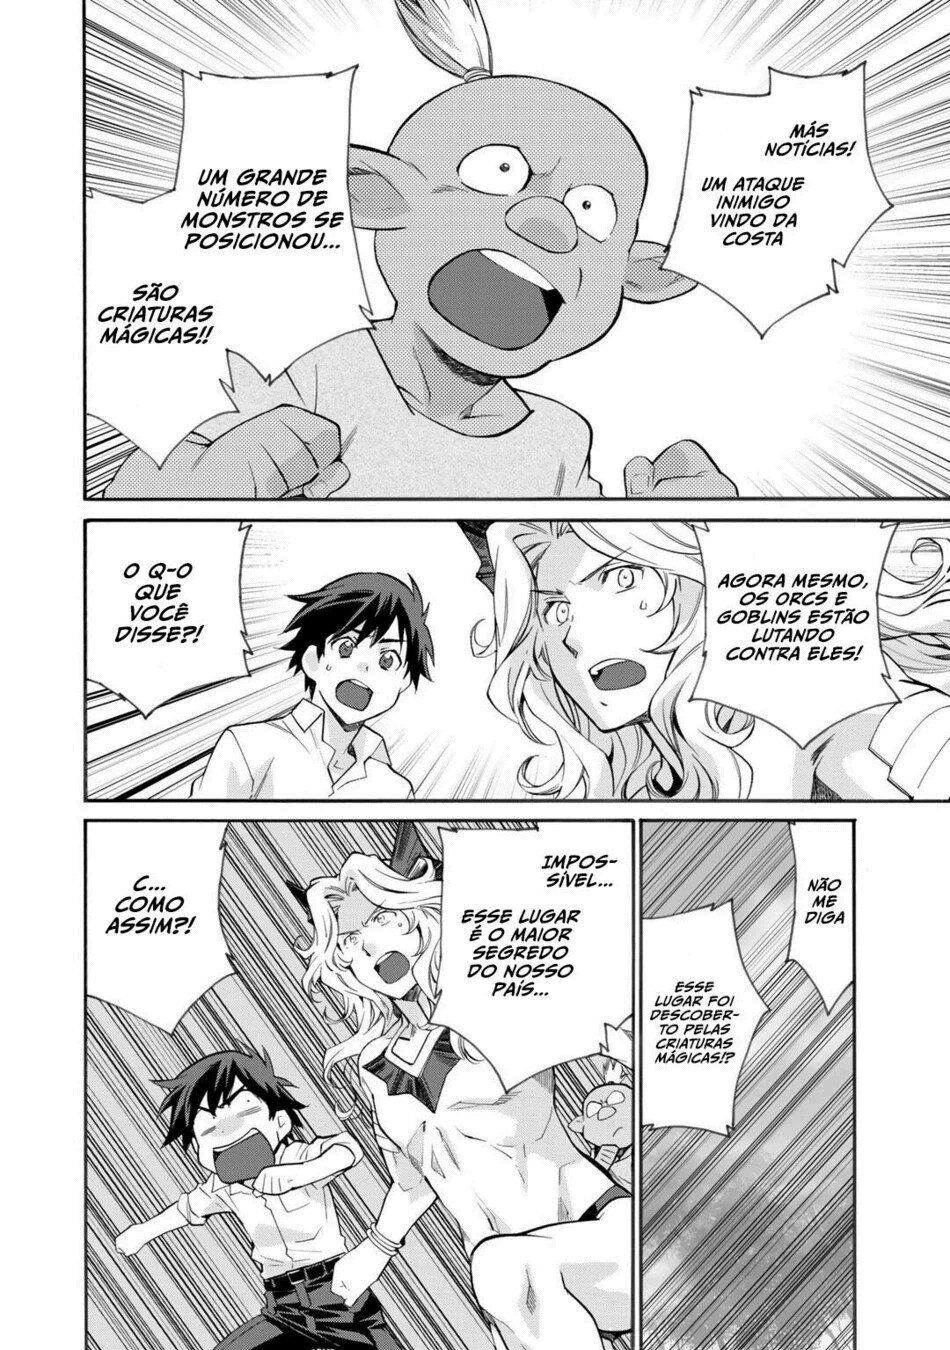 MÁS
NOTÍCIAS!
UM ATAQUE
INIMIGO
VINDO DA
COSTA
UM GRANDE
NÚMERO DE
MONSTROS SE
POSICIONOU...
SÃO
CRIATURAS
MÁGICAS!!
AGORA MESMO,
OS ORCS E
GOBLINS ESTÃO
LUTANDO
CONTRA ELES!
O Q-O
QUE
VOCÊ
DISSE?!
NÃO
ME
DIGA
ESSE
LUGAR FOI
DESCOBER-
TO PELAS
CRIATURAS
MÁGICAS!?
IMPOS-
SÍVEL...
ESSE LUGAR
É O MAIOR
SEGREDO
DO NOSSO
PAÍS...
C...
COMO
ASSIM?!